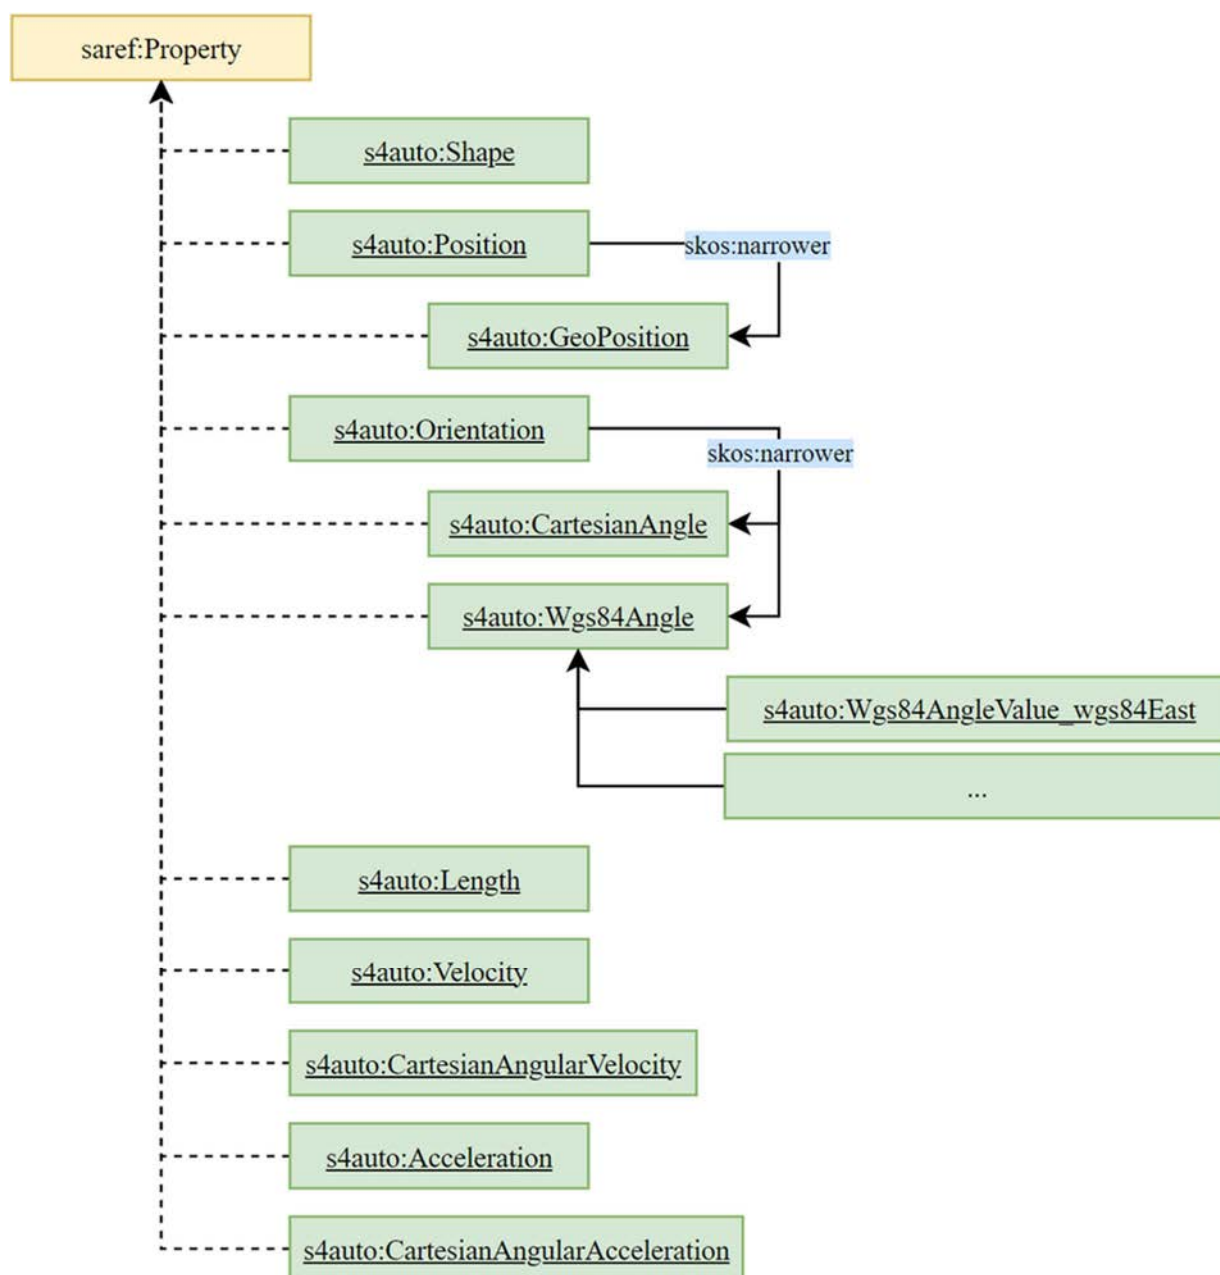 saref:Property
s4auto:Shape
s4auto:Position
skos:narrower
s4auto:GeoPosition
s4auto:Orientation
skos:narrower
s4auto:CartesianAngle
s4auto:Wgs84Angle
s4auto:Wgs84AngleValue_wgs84East
...
s4auto:Length
s4auto:Velocity
s4auto:CartesianAngularVelocity
s4auto:Acceleration
s4auto:CartesianAngularAcceleration